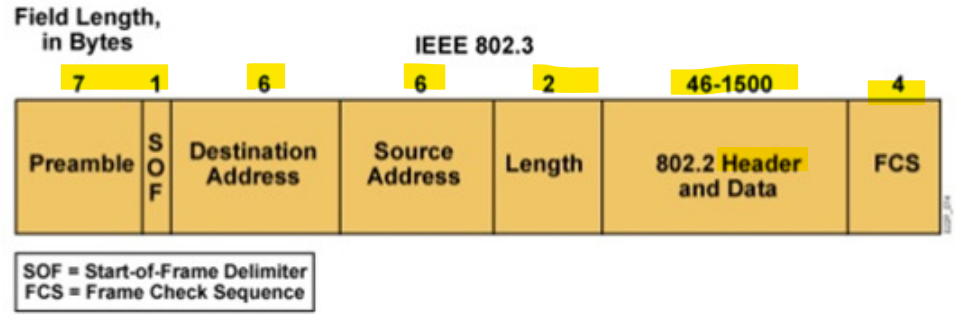 Field Length,
in Bytes
IEEE 802.3
7 1 6 6 2 46-1500 4
Preamble
S
O
F
Destination
Address
Source
Address
Length
802.2 Header
and Data
FCS
SOF = Start-of-Frame Delimiter
FCS = Frame Check Sequence